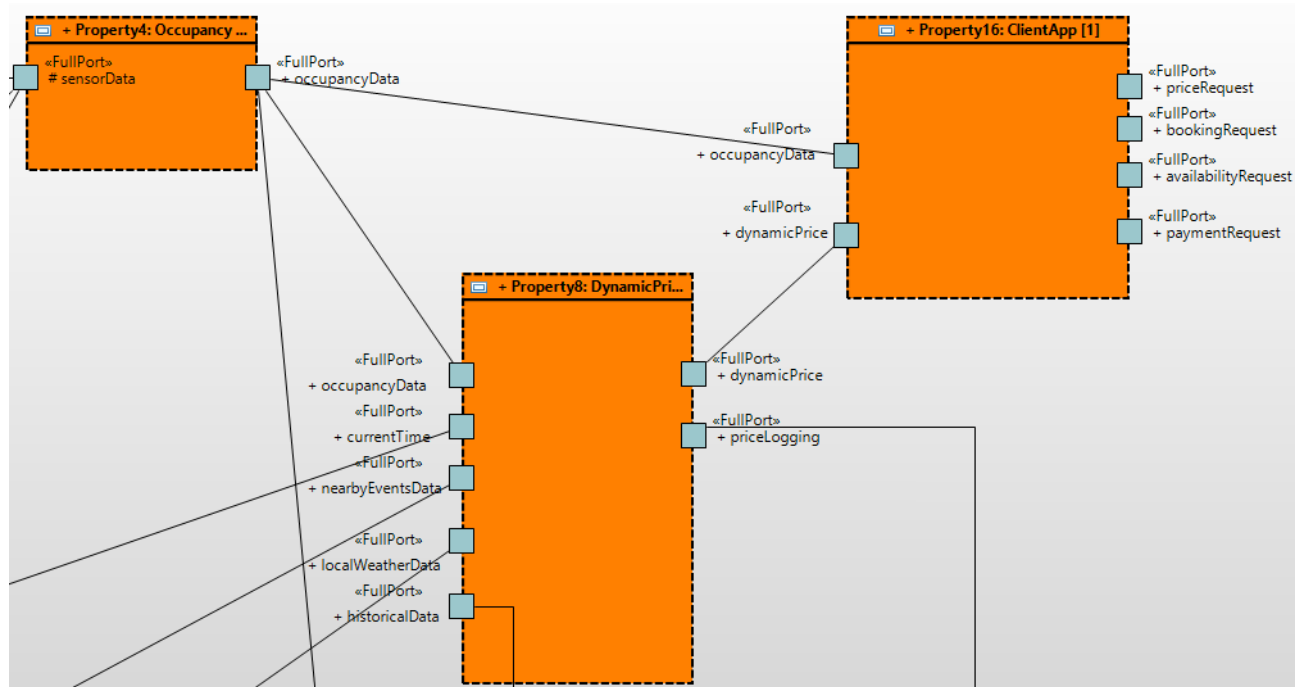 + Property4: Occupancy ...
«FullPort»
# sensorData
«FullPort»
+ occupancyData
+ Property16: ClientApp [1]
«FullPort»
+ priceRequest
«FullPort»
+ bookingRequest
«FullPort»
+ availabilityRequest
«FullPort»
+ paymentRequest
«FullPort»
+ occupancyData
«FullPort»
+ dynamicPrice
+ Property8: DynamicPri...
«FullPort»
+ occupancyData
«FullPort»
+ currentTime
«FullPort»
+ nearbyEventsData
«FullPort»
+ localWeatherData
«FullPort»
+ historicalData
«FullPort»
+ dynamicPrice
«FullPort»
+ priceLogging